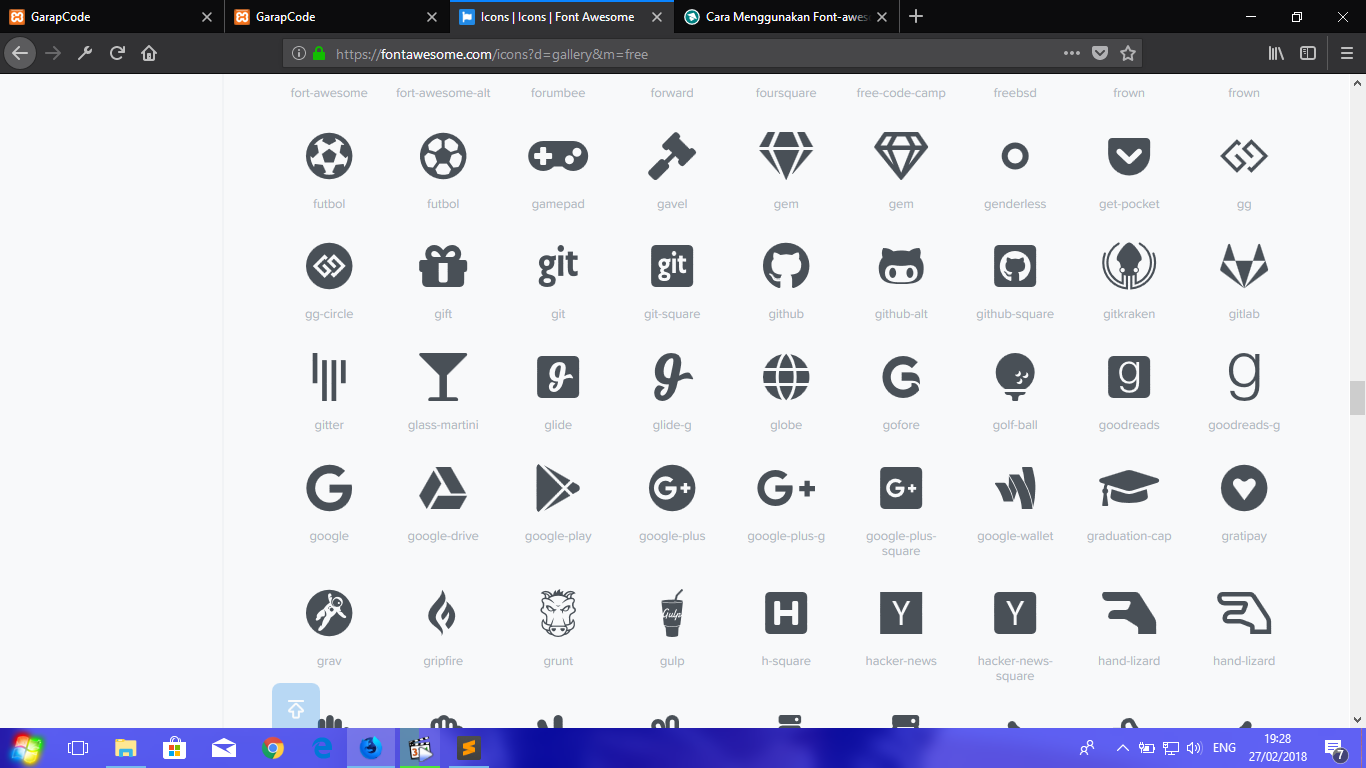 GarapCode
GarapCode
Icons | Icons | Font Awesome
Cara Menggunakan Font-awes
https://fontawesome.com/icons?d=gallery&m=free
fort-awesome fort-awesome-alt forumbee forward foursquare free-code-camp freebsd frown frown
futbol futbol gamepad gavel gem gem genderless get-pocket gg
git git
gg-circle gift git git-square github github-alt github-square gitkraken gitlab
g g g g
gitter glass-martini glide glide-g globe gofore golf-ball goodreads goodreads-g
G G+ G+ G+
google google-drive google-play google-plus google-plus-g google-plus-square google-wallet graduation-cap gratipay
Gulp H Y Y
grav gripfire grunt gulp h-square hacker-news hacker-news-square hand-lizard hand-lizard
ENG
19:28
27/02/2018
7